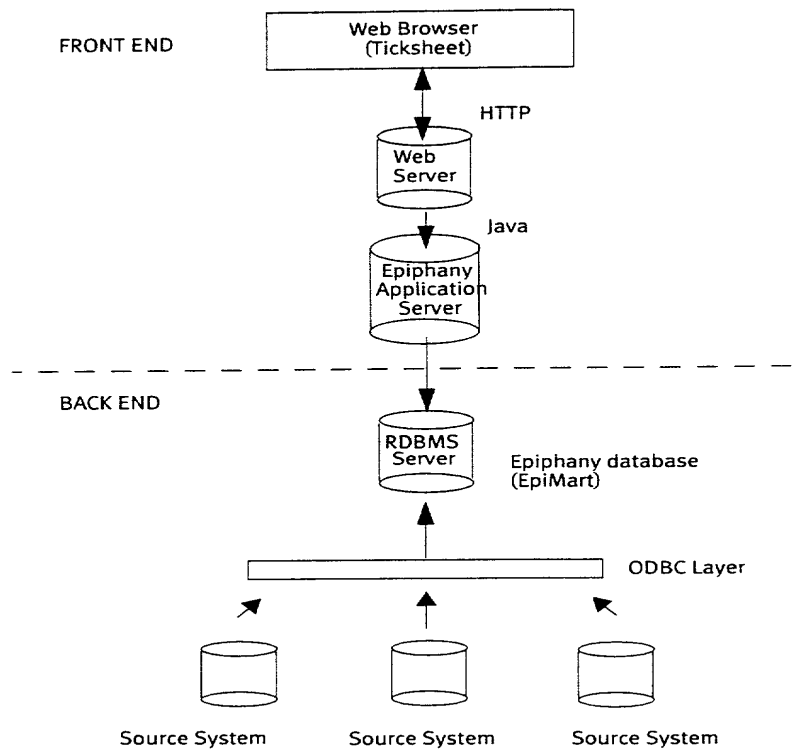 FRONT END
Web Browser
(Ticksheet)
HTTP
Web
Server
Java
Epiphany
Application
Server
BACK END
RDBMS
Server
Epiphany database
(EpiMart)
ODBC Layer
Source System
Source System
Source System